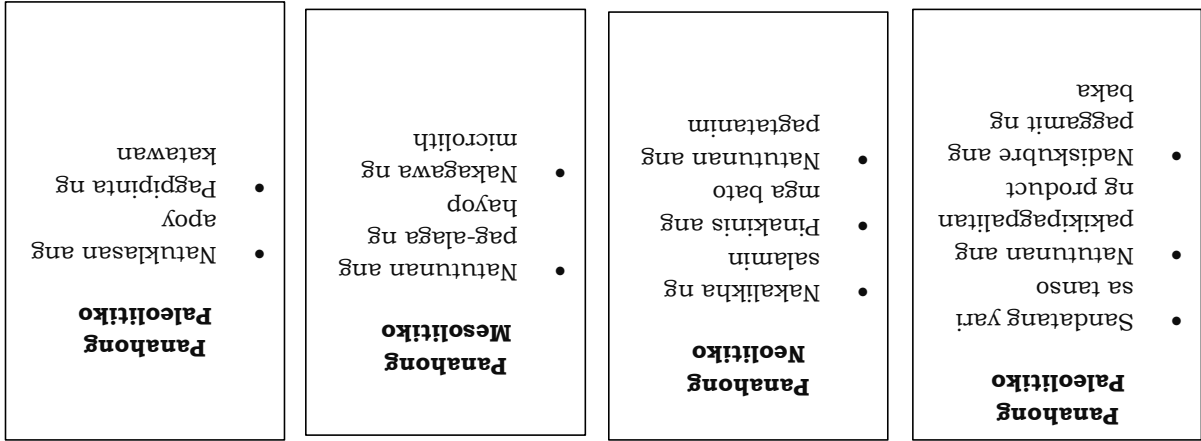 Panahong
Paleolitiko
• Sandatang yari
sa tanso
• Natutunan ang
pakikipagpalitan
ng product
• Nadiskubre ang
paggamit ng
baka
Panahong
Neolitiko
• Nakalikha ng
salamin
• Pinakinis ang
mga bato
• Natutunan ang
pagtatanim
Panahong
Mesolitiko
• Natutunan ang
pag-alaga ng
hayop
• Nakagawa ng
microlith
Panahong
Paleolitiko
• Natuklasan ang
apoy
• Pagpipinta ng
katawan